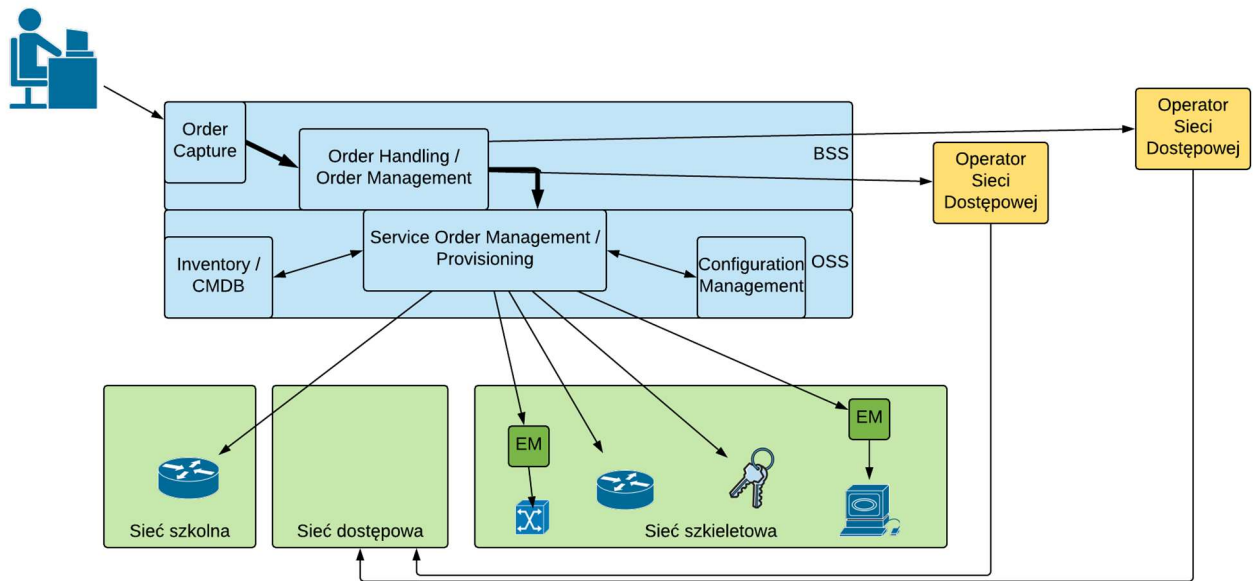 Order
Capture
Order Handling /
Order Management
BSS
Operator
Sieci
Dostępowej
Operator
Sieci
Dostępowej
Inventory /
CMDB
Service Order Management /
Provisioning
Configuration
Management
OSS
EM
EM
Sieć szkolna
Sieć dostępowa
Sieć szkieletowa